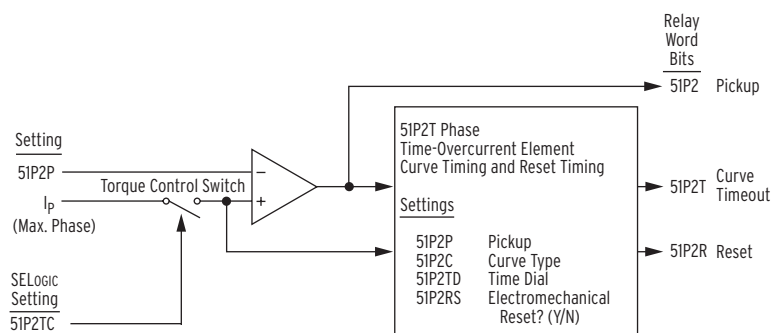 Relay
Word
Bits
51P2 Pickup
Setting
51P2P
Torque Control Switch
IP
(Max. Phase)
SELOGIC
Setting
51P2TC
−
+
51P2T Phase
Time-Overcurrent Element
Curve Timing and Reset Timing
Settings
51P2P Pickup
51P2C Curve Type
51P2TD Time Dial
51P2RS Electromechanical
Reset? (Y/N)
51P2T Curve
Timeout
51P2R Reset